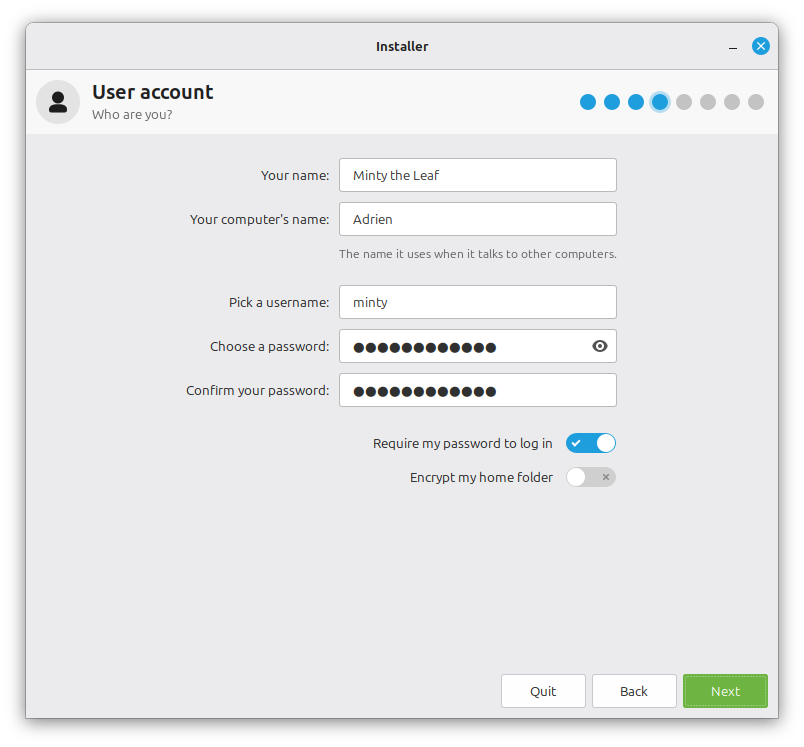 Installer
User account
Who are you?
Your name: Minty the Leaf
Your computer's name: Adrien
The name it uses when it talks to other computers.
Pick a username: minty
Choose a password: ●●●●●●●●●●●●
Confirm your password: ●●●●●●●●●●●●
Require my password to log in
Encrypt my home folder
Quit Back Next